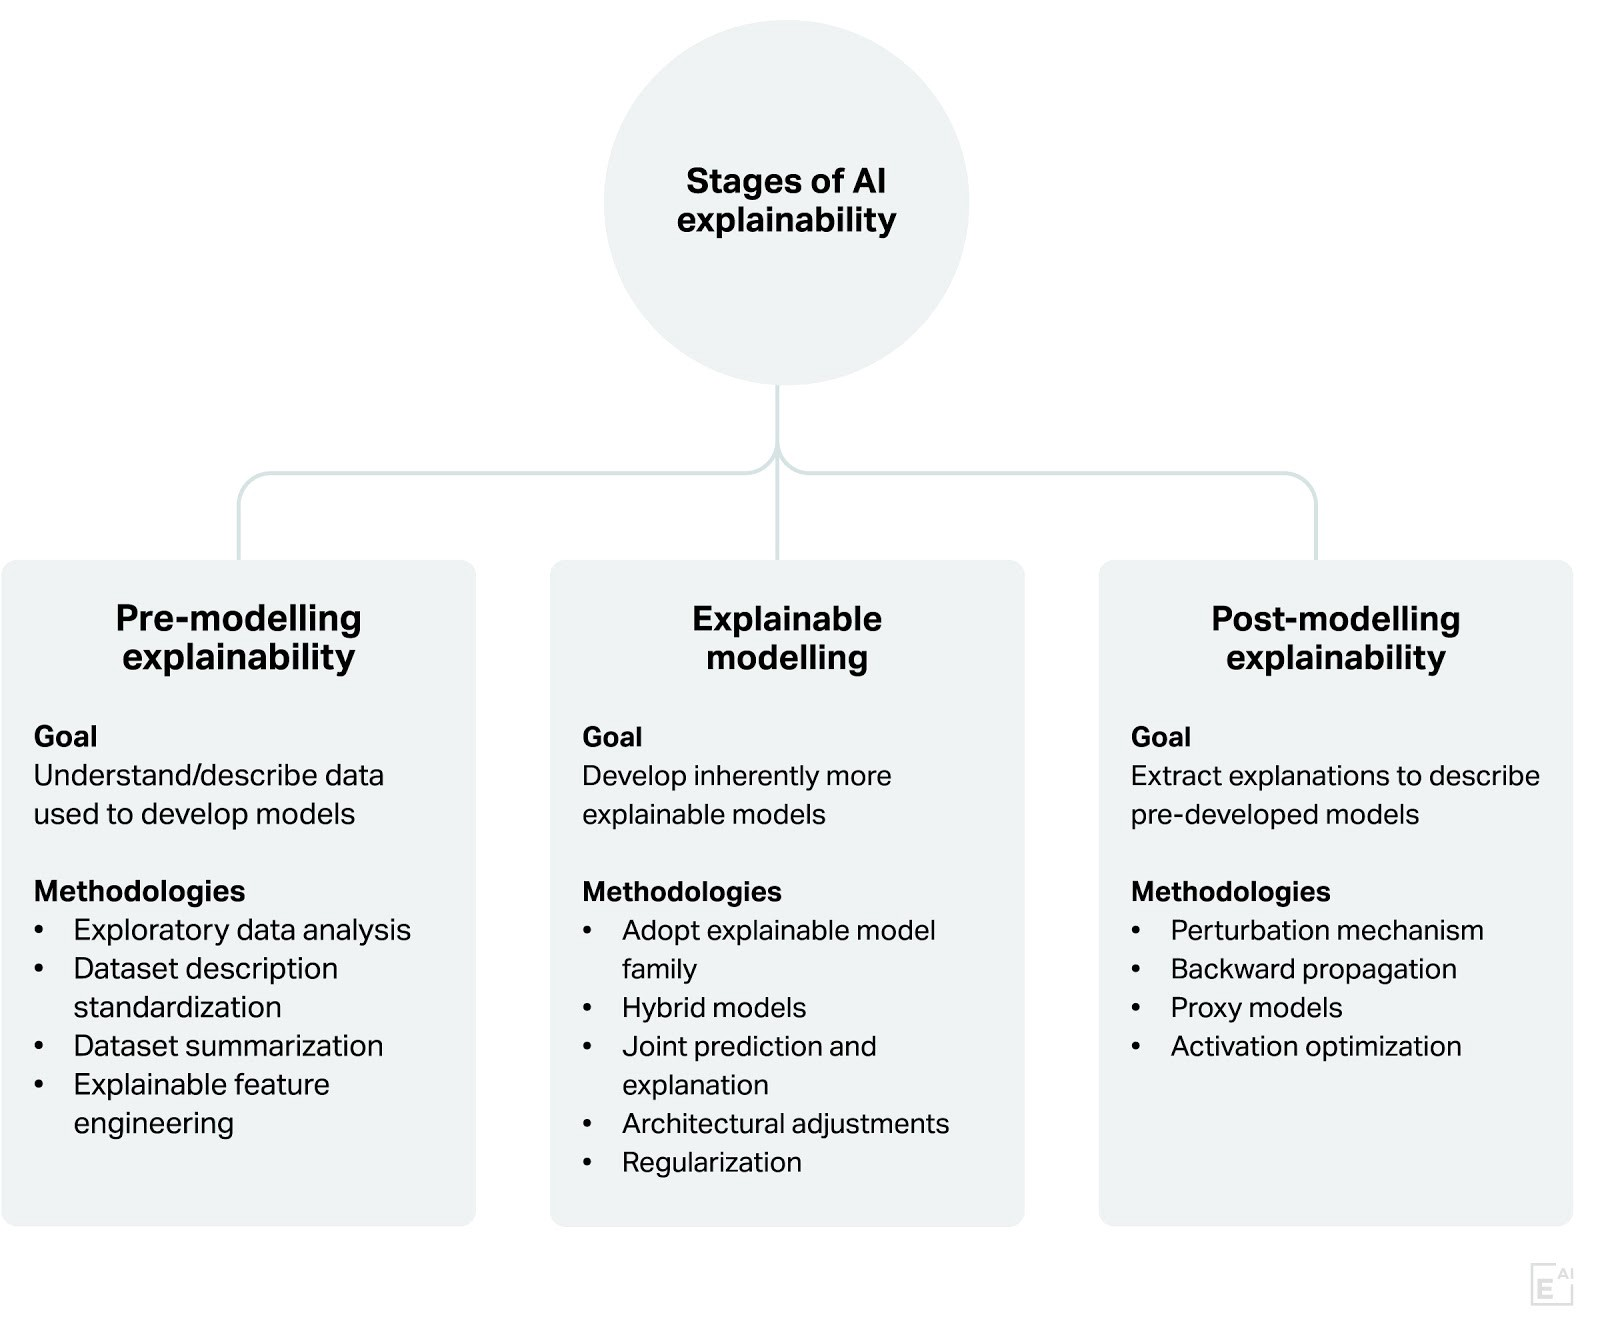 Stages of AI
explainability
Pre-modelling
explainability
Goal
Understand/describe data
used to develop models
Methodologies
• Exploratory data analysis
• Dataset description
standardization
• Dataset summarization
• Explainable feature
engineering
Explainable
modelling
Goal
Develop inherently more
explainable models
Methodologies
• Adopt explainable model
family
• Hybrid models
• Joint prediction and
explanation
• Architectural adjustments
• Regularization
Post-modelling
explainability
Goal
Extract explanations to describe
pre-developed models
Methodologies
• Perturbation mechanism
• Backward propagation
• Proxy models
• Activation optimization
E AI